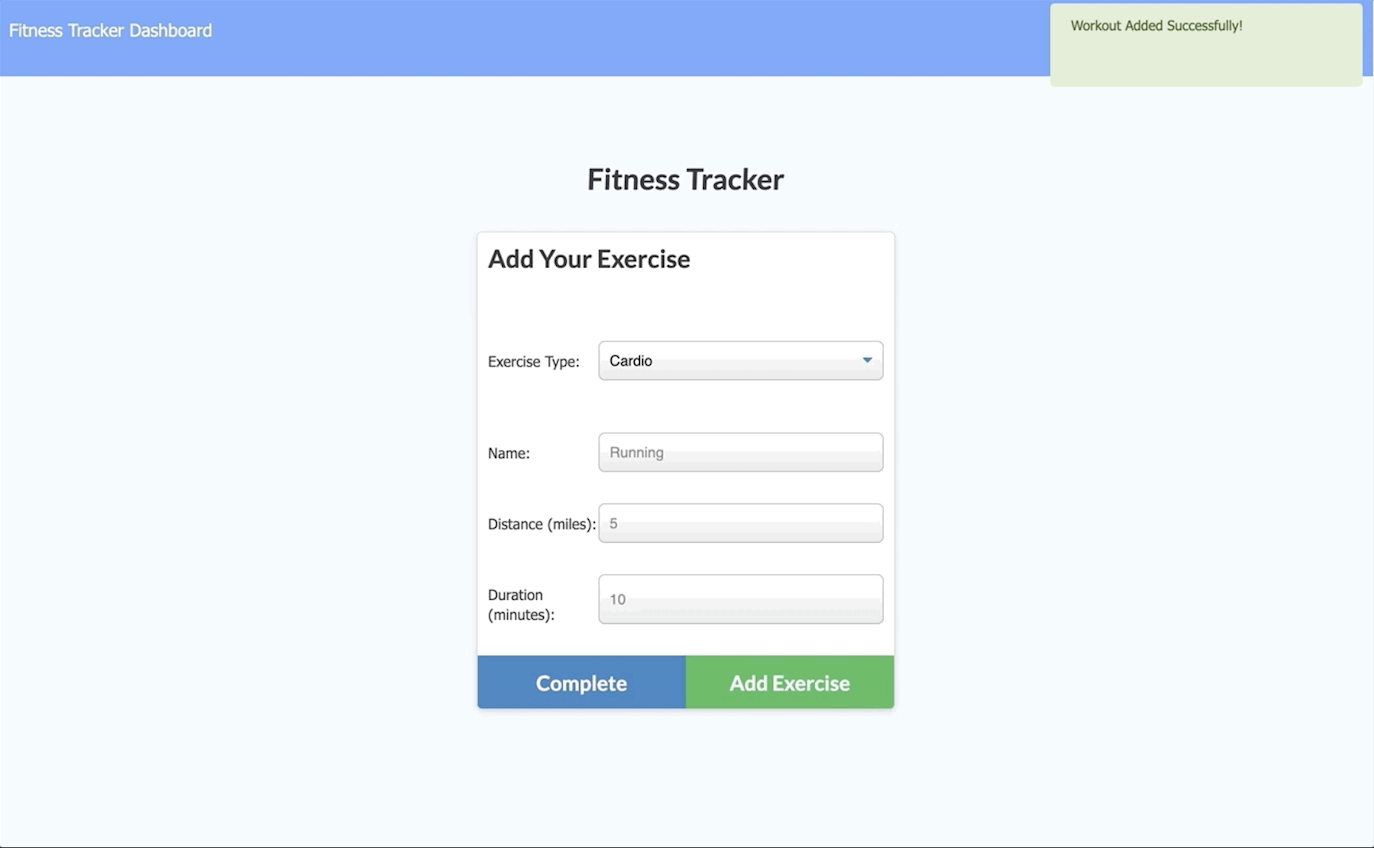 Fitness Tracker Dashboard
Workout Added Successfully!
Fitness Tracker
Add Your Exercise
Exercise Type: Cardio
Name: Running
Distance (miles): 5
Duration
(minutes): 10
Complete Add Exercise